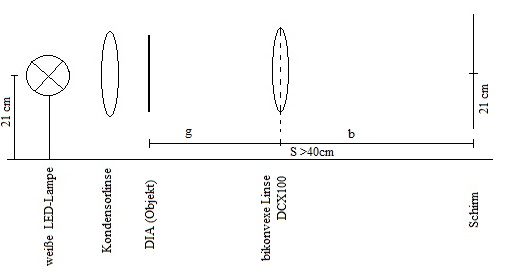 21 cm
21 cm
g
b
S >40cm
weiße LED-Lampe
Kondensorlinse
DIA (Objekt)
bikonvexe Linse
DCX100
Schirm